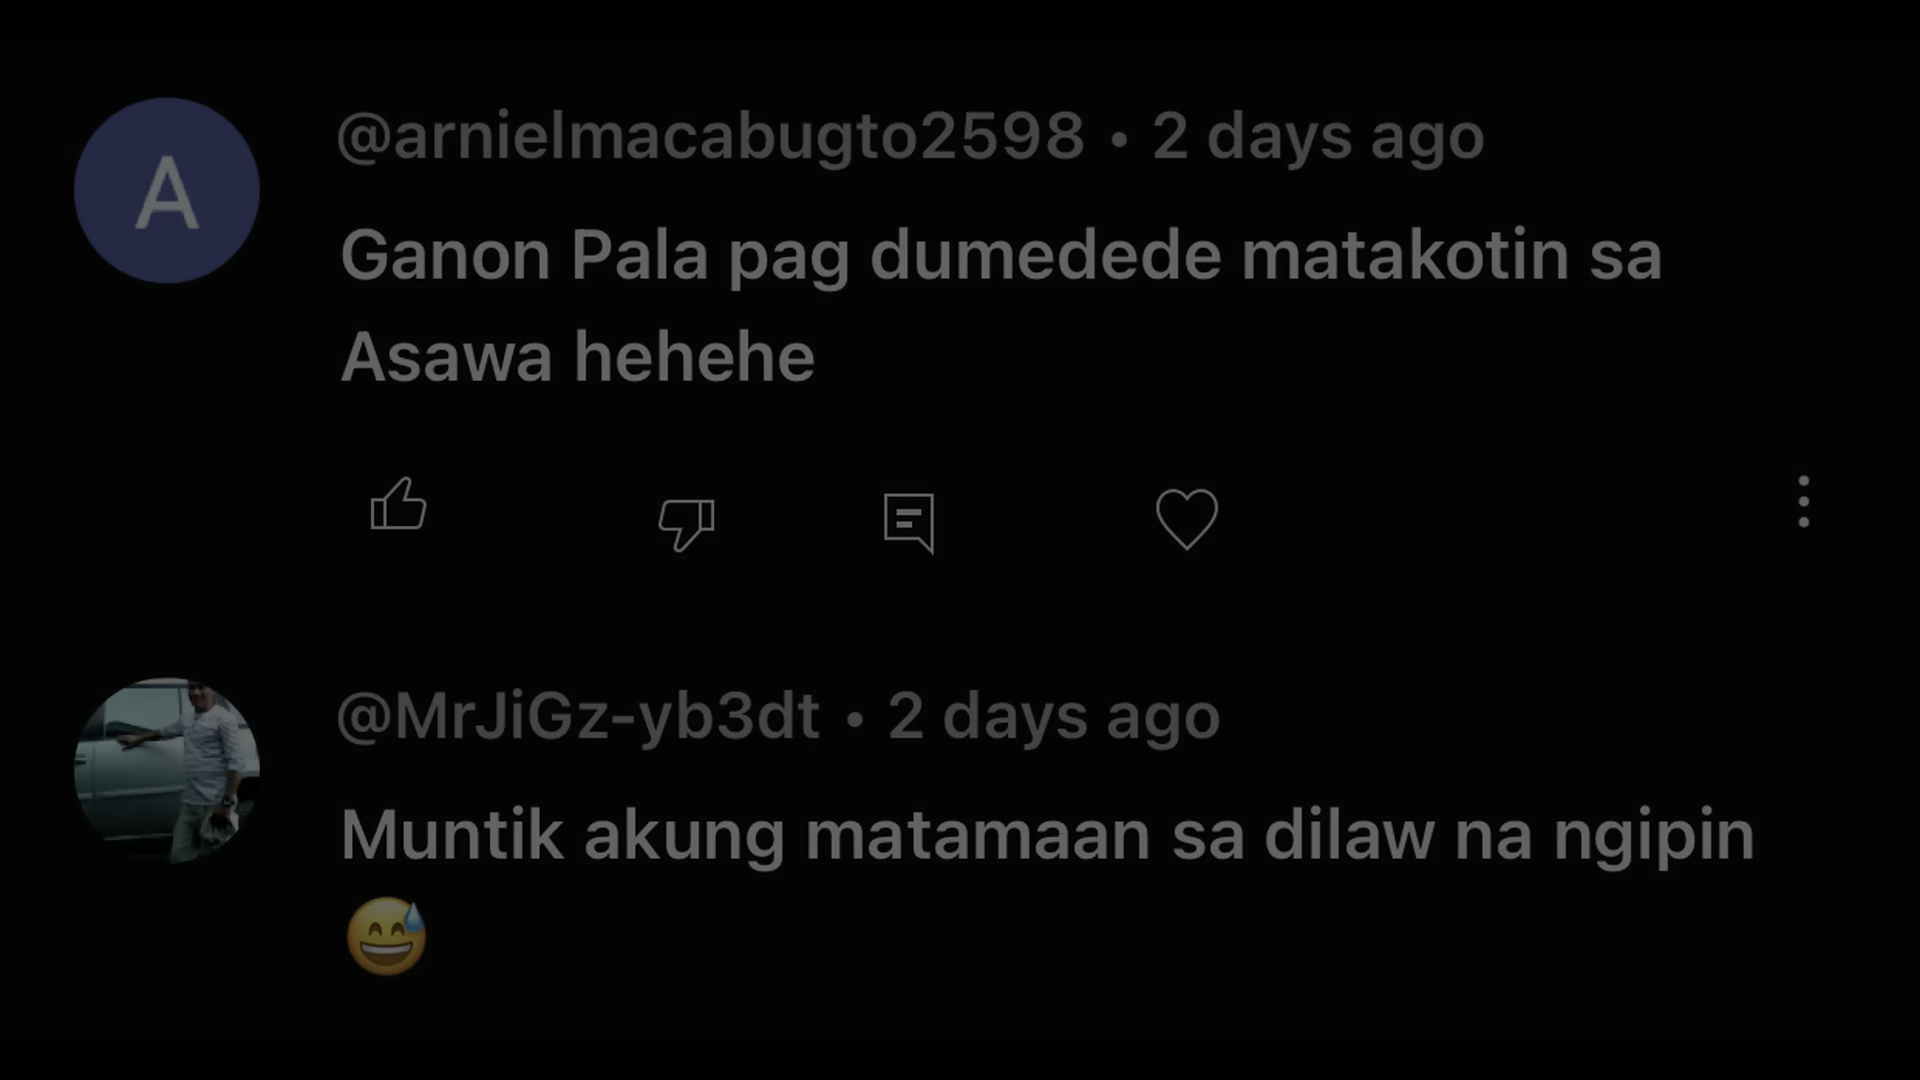 A
@arnielmacabugto2598 • 2 days ago
Ganon Pala pag dumedede matakotin sa
Asawa hehehe
@MrJiGz-yb3dt • 2 days ago
Muntik akung matamaan sa dilaw na ngipin
😅